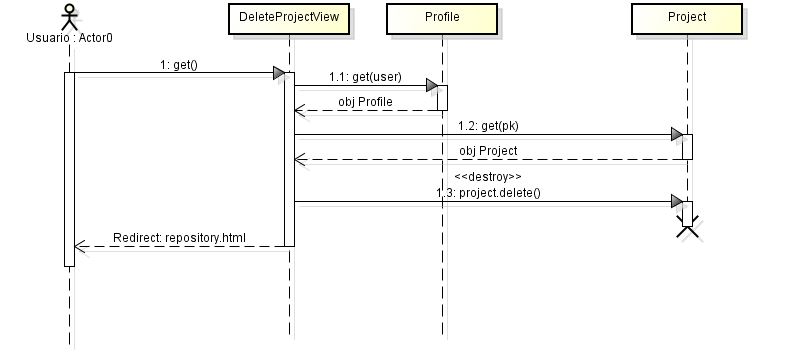 DeleteProjectView
Profile
Project
Usuario : Actor0
1: get()
1.1: get(user)
obj Profile
1.2: get(pk)
obj Project
<<destroy>>
1.3: project.delete()
Redirect: repository.html